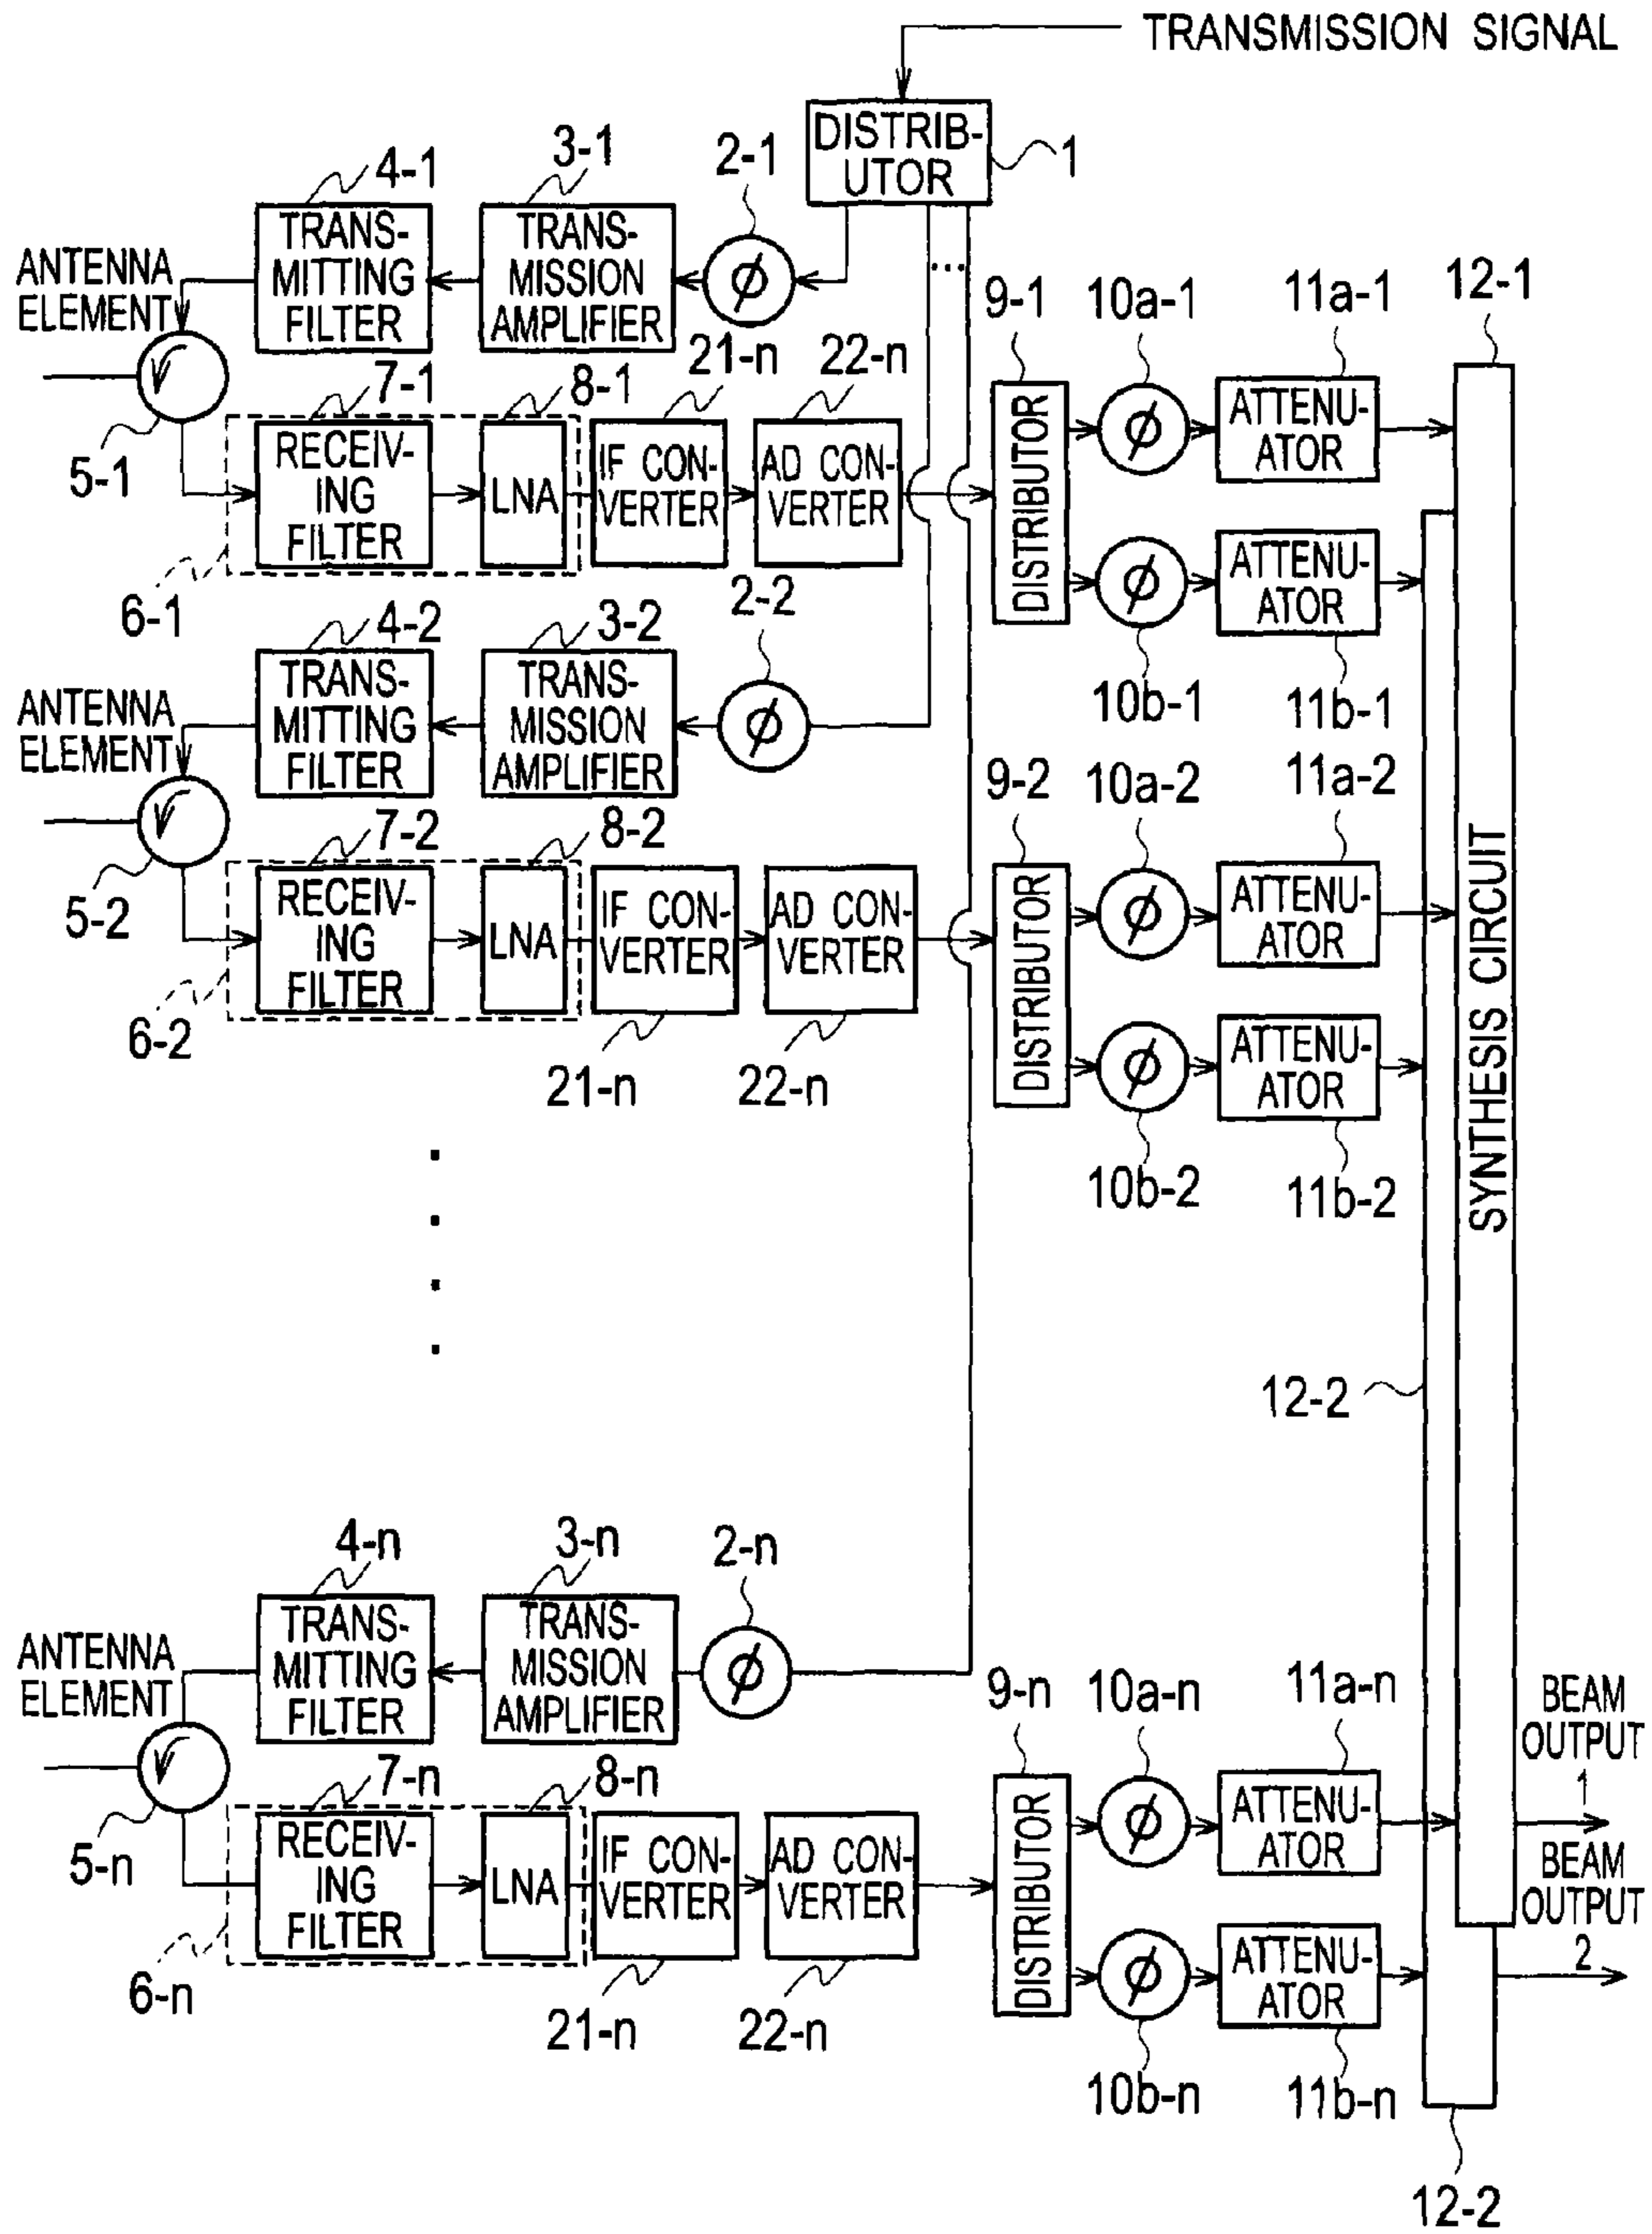 TRANSMISSION SIGNAL
DISTRIB-
UTOR
1
2-1
3-1
4-1
TRANS-
MITTING
FILTER
TRANS-
MISSION
AMPLIFIER
ϕ
ANTENNA
ELEMENT
5-1
6-1
7-1
8-1
21-n
22-n
RECEIV-
ING
FILTER
LNA
IF CON-
VERTER
AD CON-
VERTER
9-1
10a-1
11a-1
12-1
DISTRIBUTOR
ϕ
ATTENU-
ATOR
ϕ
ATTENU-
ATOR
10b-1
11b-1
4-2
3-2
2-2
ANTENNA
ELEMENT
TRANS-
MITTING
FILTER
TRANS-
MISSION
AMPLIFIER
ϕ
5-2
6-2
7-2
8-2
RECEIV-
ING
FILTER
LNA
IF CON-
VERTER
AD CON-
VERTER
21-n
22-n
9-2
10a-2
11a-2
DISTRIBUTOR
ϕ
ATTENU-
ATOR
ϕ
ATTENU-
ATOR
10b-2
11b-2
SYNTHESIS CIRCUIT
12-2
4-n
3-n
2-n
ANTENNA
ELEMENT
TRANS-
MITTING
FILTER
TRANS-
MISSION
AMPLIFIER
ϕ
5-n
6-n
7-n
8-n
RECEIV-
ING
FILTER
LNA
IF CON-
VERTER
AD CON-
VERTER
21-n
22-n
9-n
10a-n
11a-n
DISTRIBUTOR
ϕ
ATTENU-
ATOR
ϕ
ATTENU-
ATOR
10b-n
11b-n
BEAM
OUTPUT
1
BEAM
OUTPUT
2
12-2